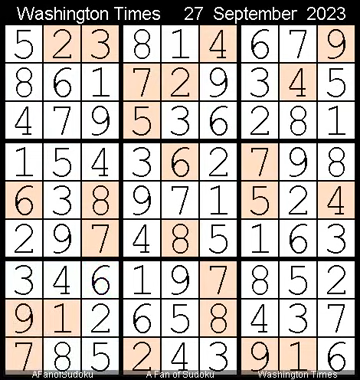 Washington Times 27 September 2023
5 2 3 8 1 4 6 7 9
8 6 1 7 2 9 3 4 5
4 7 9 5 3 6 2 8 1
1 5 4 3 6 2 7 9 8
6 3 8 9 7 1 5 2 4
2 9 7 4 8 5 1 6 3
3 4 6 1 9 7 8 5 2
9 1 2 6 5 8 4 3 7
7 8 5 2 4 3 9 1 6
AFanofSudoku A Fan of Sudoku Washington Times